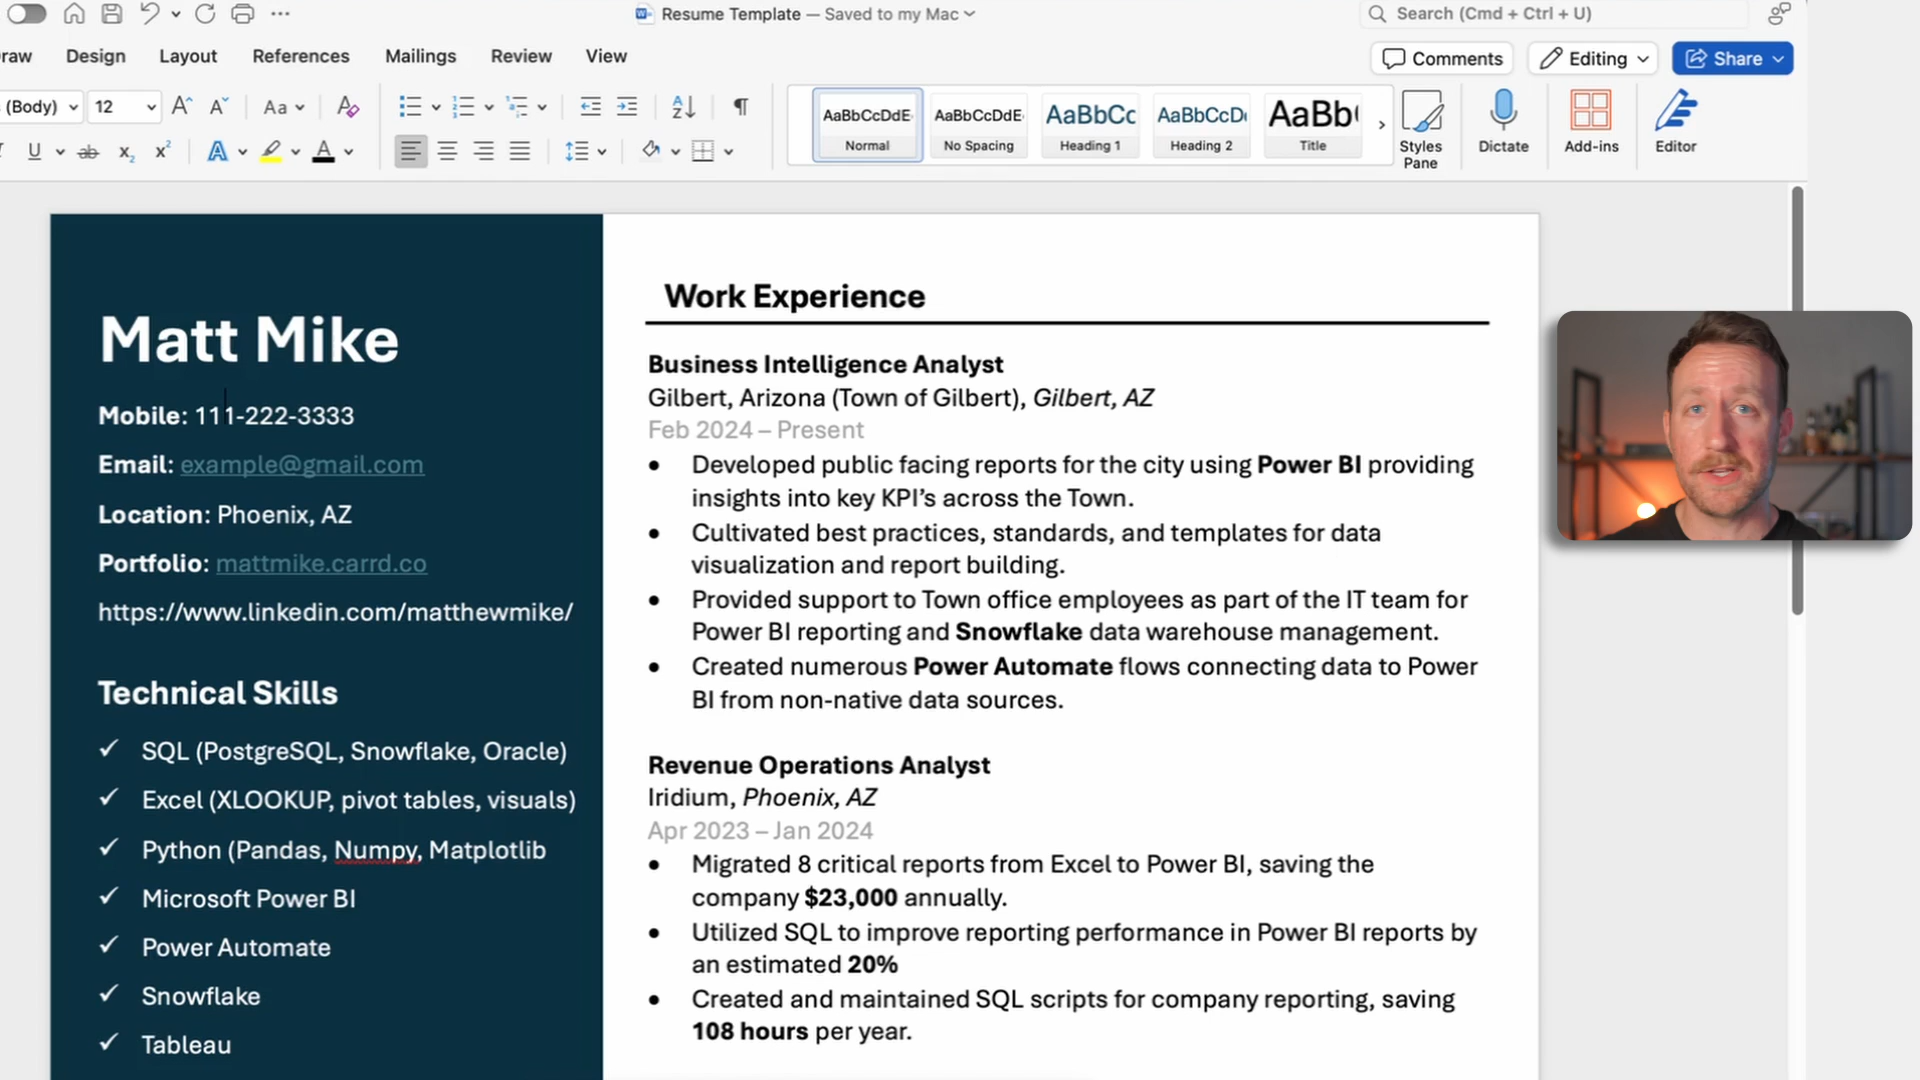 Resume Template — Saved to my Mac
Search (Cmd + Ctrl + U)
raw Design Layout References Mailings Review View
Comments Editing Share
(Body) 12 Aa
AaBbCcDdE AaBbCcDdE AaBbCc AaBbCcD AaBb
Normal No Spacing Heading 1 Heading 2 Title
Styles Pane Dictate Add-ins Editor
Matt Mike
Mobile: 111-222-3333
Email: example@gmail.com
Location: Phoenix, AZ
Portfolio: mattmike.carrd.co
https://www.linkedin.com/matthewmike/
Technical Skills
SQL (PostgreSQL, Snowflake, Oracle)
Excel (XLOOKUP, pivot tables, visuals)
Python (Pandas, Numpy, Matplotlib
Microsoft Power BI
Power Automate
Snowflake
Tableau
Work Experience
Business Intelligence Analyst
Gilbert, Arizona (Town of Gilbert), Gilbert, AZ
Feb 2024 – Present
• Developed public facing reports for the city using Power BI providing
insights into key KPI’s across the Town.
• Cultivated best practices, standards, and templates for data
visualization and report building.
• Provided support to Town office employees as part of the IT team for
Power BI reporting and Snowflake data warehouse management.
• Created numerous Power Automate flows connecting data to Power
BI from non-native data sources.
Revenue Operations Analyst
Iridium, Phoenix, AZ
Apr 2023 – Jan 2024
• Migrated 8 critical reports from Excel to Power BI, saving the
company $23,000 annually.
• Utilized SQL to improve reporting performance in Power BI reports by
an estimated 20%
• Created and maintained SQL scripts for company reporting, saving
108 hours per year.